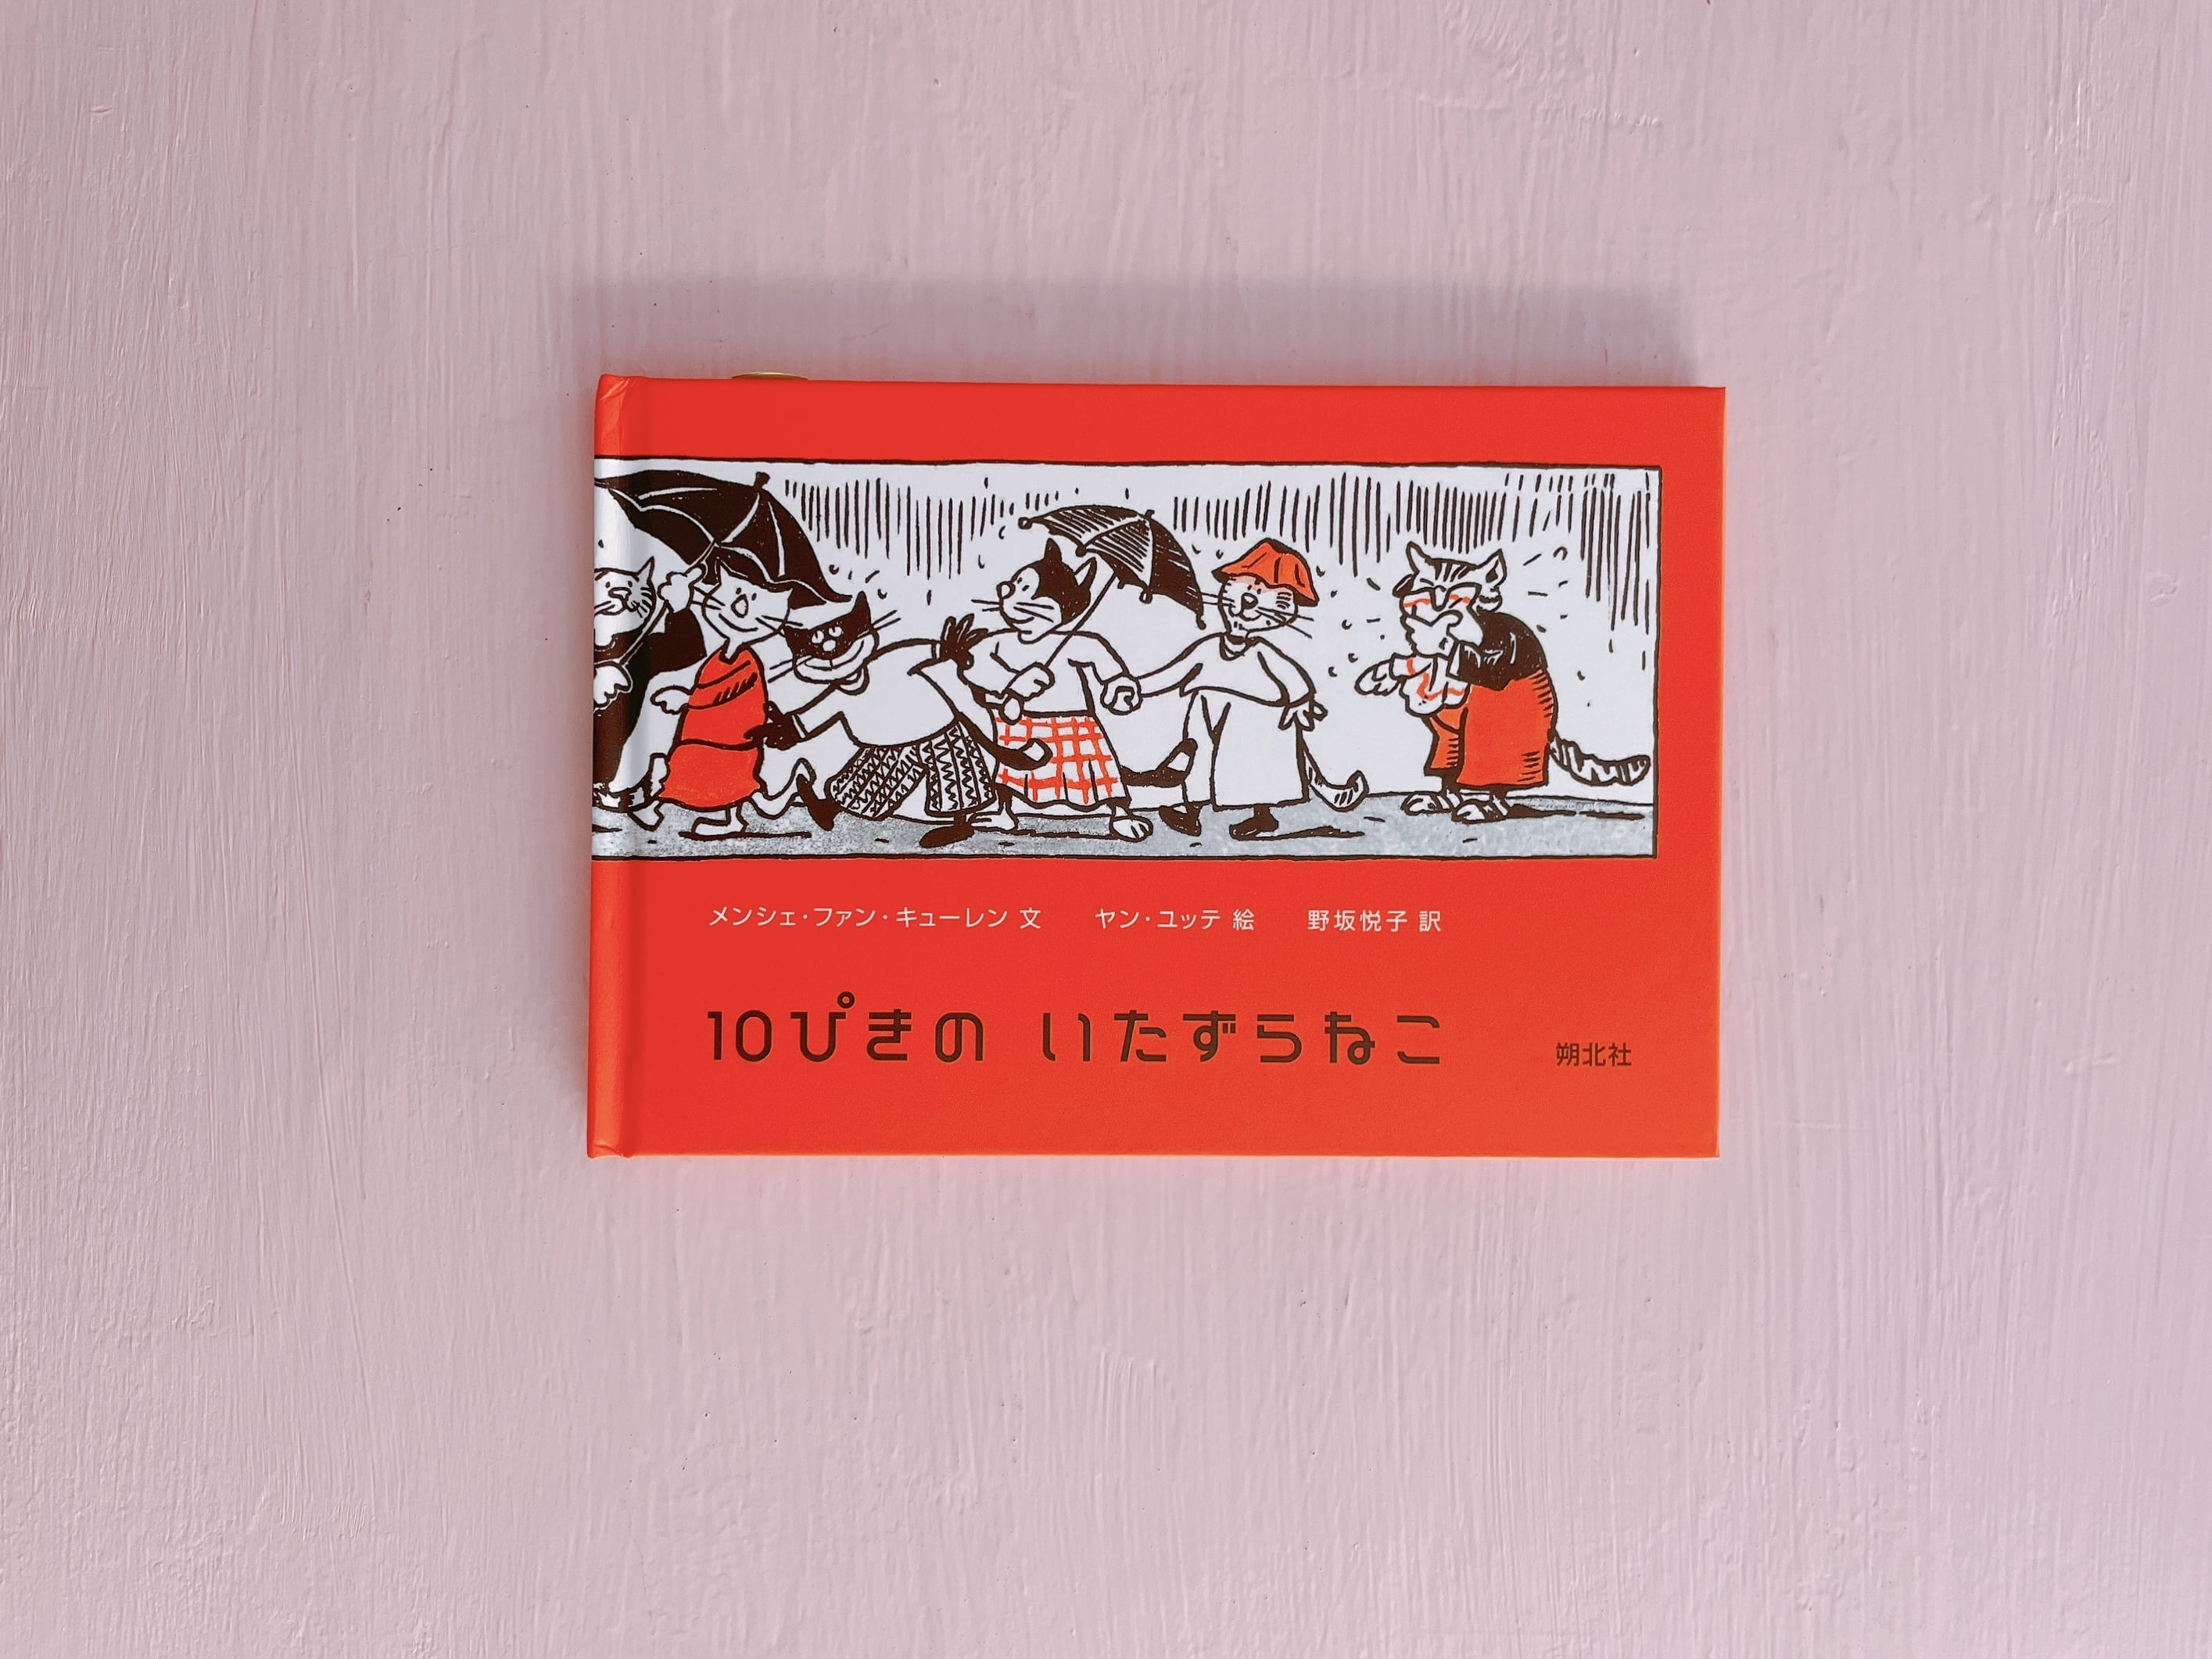 メンシェ・ファン・キューレン 文　ヤン・ユッテ 絵　野坂悦子 訳
10ぴきの いたずらねこ
朔北社